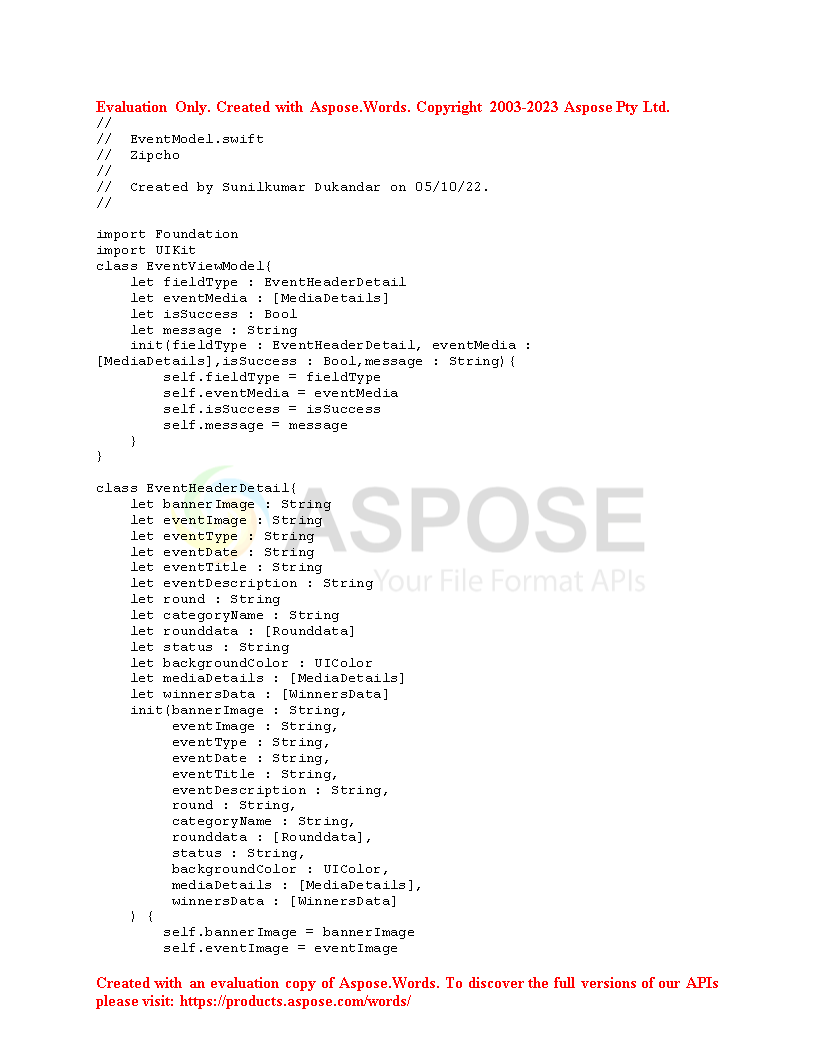 Evaluation Only. Created with Aspose.Words. Copyright 2003-2023 Aspose Pty Ltd.
//
//  EventModel.swift
//  Zipcho
//
//  Created by Sunilkumar Dukandar on 05/10/22.
//

import Foundation
import UIKit
class EventViewModel{
    let fieldType : EventHeaderDetail
    let eventMedia : [MediaDetails]
    let isSuccess : Bool
    let message : String
    init(fieldType : EventHeaderDetail, eventMedia :
[MediaDetails],isSuccess : Bool,message : String){
        self.fieldType = fieldType
        self.eventMedia = eventMedia
        self.isSuccess = isSuccess
        self.message = message
    }
}

class EventHeaderDetail{
    let bannerImage : String
    let eventImage : String
    let eventType : String
    let eventDate : String
    let eventTitle : String
    let eventDescription : String
    let round : String
    let categoryName : String
    let rounddata : [Rounddata]
    let status : String
    let backgroundColor : UIColor
    let mediaDetails : [MediaDetails]
    let winnersData : [WinnersData]
    init(bannerImage : String,
         eventImage : String,
         eventType : String,
         eventDate : String,
         eventTitle : String,
         eventDescription : String,
         round : String,
         categoryName : String,
         rounddata : [Rounddata],
         status : String,
         backgroundColor : UIColor,
         mediaDetails : [MediaDetails],
         winnersData : [WinnersData]
    ) {
        self.bannerImage = bannerImage
        self.eventImage = eventImage
ASPOSE
Your File Format APIs
Created with an evaluation copy of Aspose.Words. To discover the full versions of our APIs
please visit: https://products.aspose.com/words/